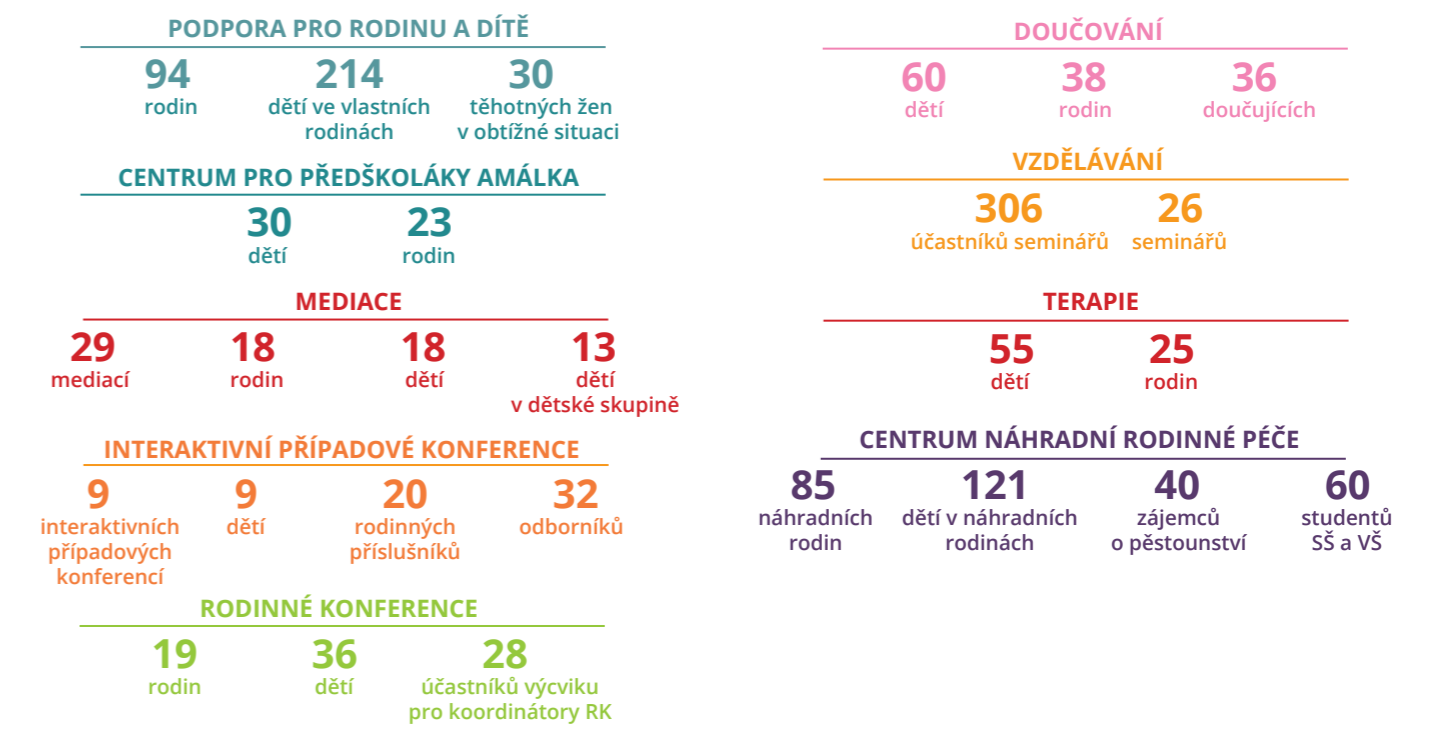 PODPORA PRO RODINU A DÍTĚ
94 214 30
rodin dětí ve vlastních těhotných žen
rodinách v obtížné situaci
CENTRUM PRO PŘEDŠKOLÁKY AMÁLKA
30 23
dětí rodin
MEDIACE
29 18 18 13
mediací rodin dětí dětí
v dětské skupině
INTERAKTIVNÍ PŘÍPADOVÉ KONFERENCE
9 9 20 32
interaktivních dětí rodinných odborníků
případových příslušníků
konferencí
RODINNÉ KONFERENCE
19 36 28
rodin dětí účastníků výcviku
pro koordinátory RK
DOUČOVÁNÍ
60 38 36
dětí rodin doučujících
VZDĚLÁVÁNÍ
306 26
účastníků seminářů seminářů
TERAPIE
55 25
dětí rodin
CENTRUM NÁHRADNÍ RODINNÉ PÉČE
85 121 40 60
náhradních dětí v náhradních zájemců studentů
rodin rodinách o pěstounství SŠ a VŠ